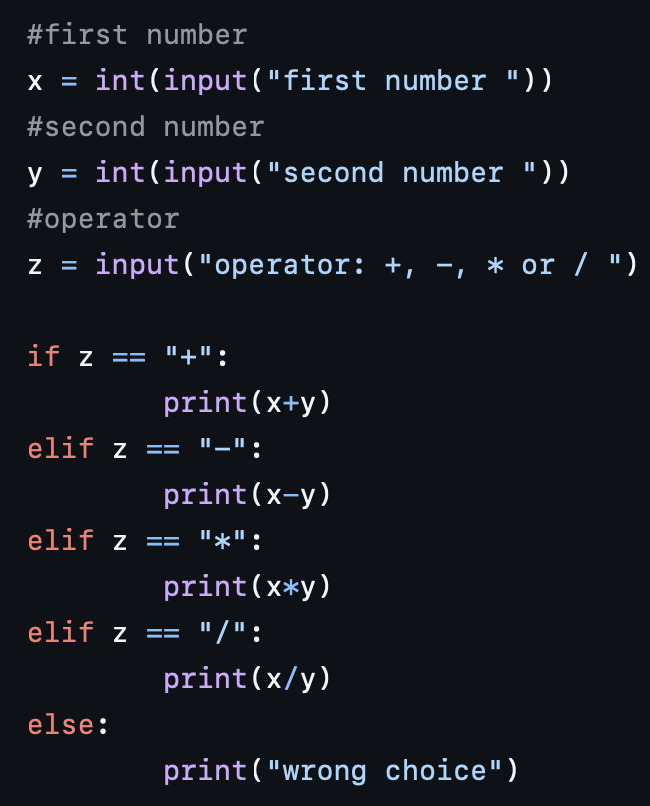 #first number
x = int(input("first number "))
#second number
y = int(input("second number "))
#operator
z = input("operator: +, -, * or / ")

if z == "+":
        print(x+y)
elif z == "-":
        print(x-y)
elif z == "*":
        print(x*y)
elif z == "/":
        print(x/y)
else:
        print("wrong choice")